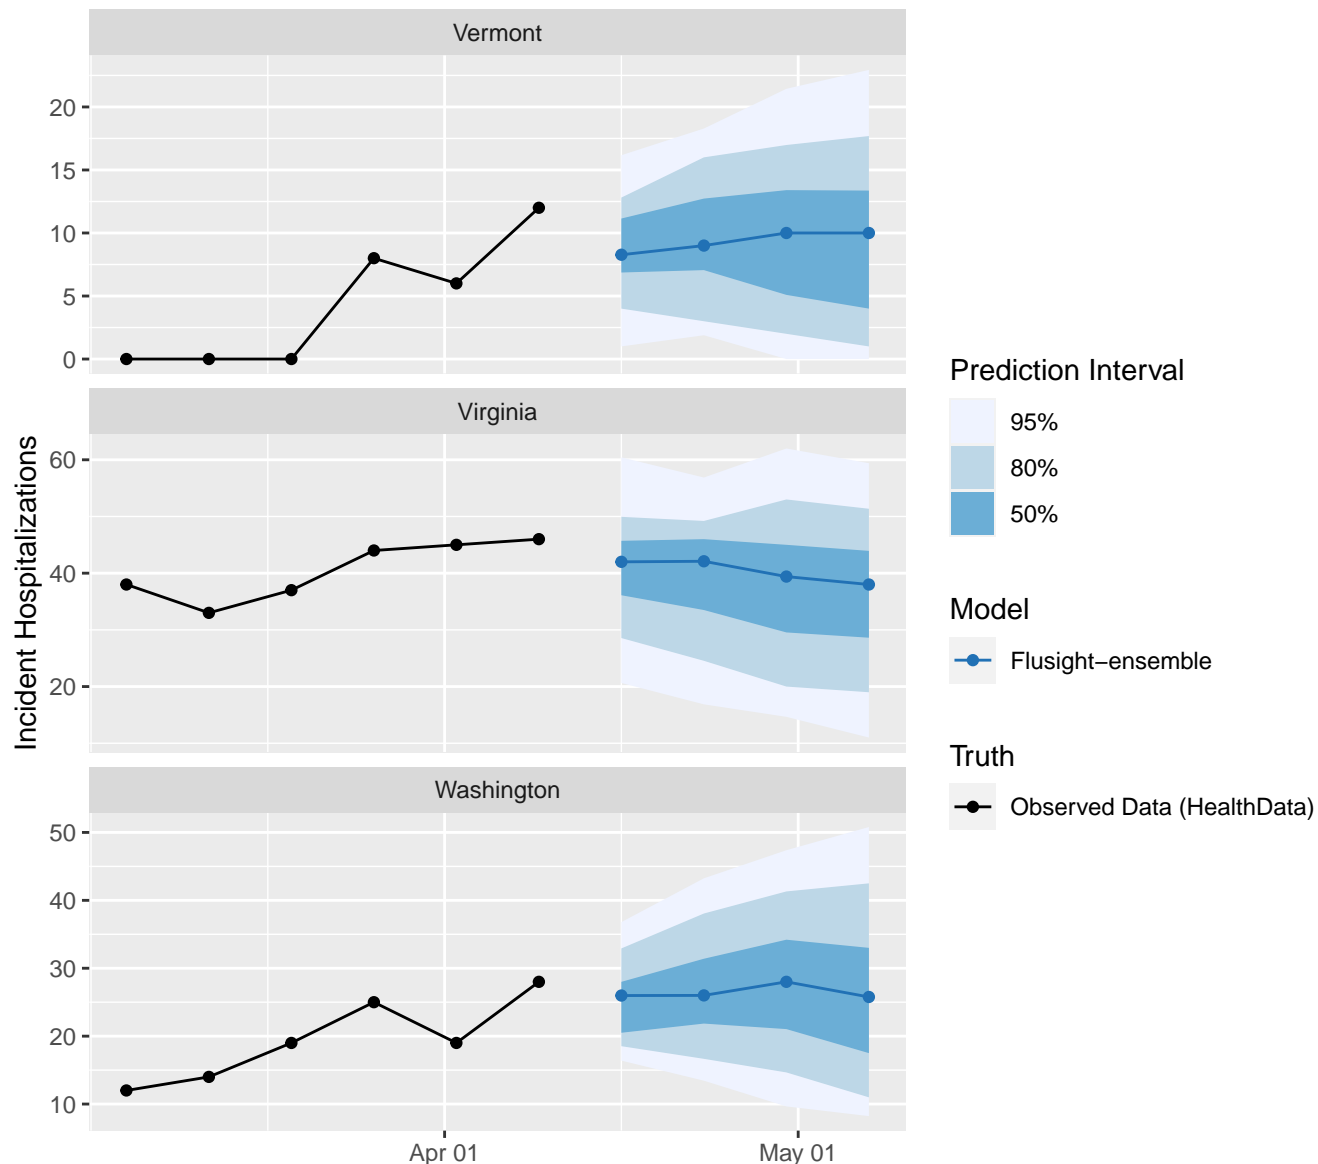 Vermont
20
15
10
5
0
Virginia
60
40
20
Washington
50
40
30
20
10
Apr 01
May 01
Incident Hospitalizations
Prediction Interval
95%
80%
50%
Model
Flusight−ensemble
Truth
Observed Data (HealthData)